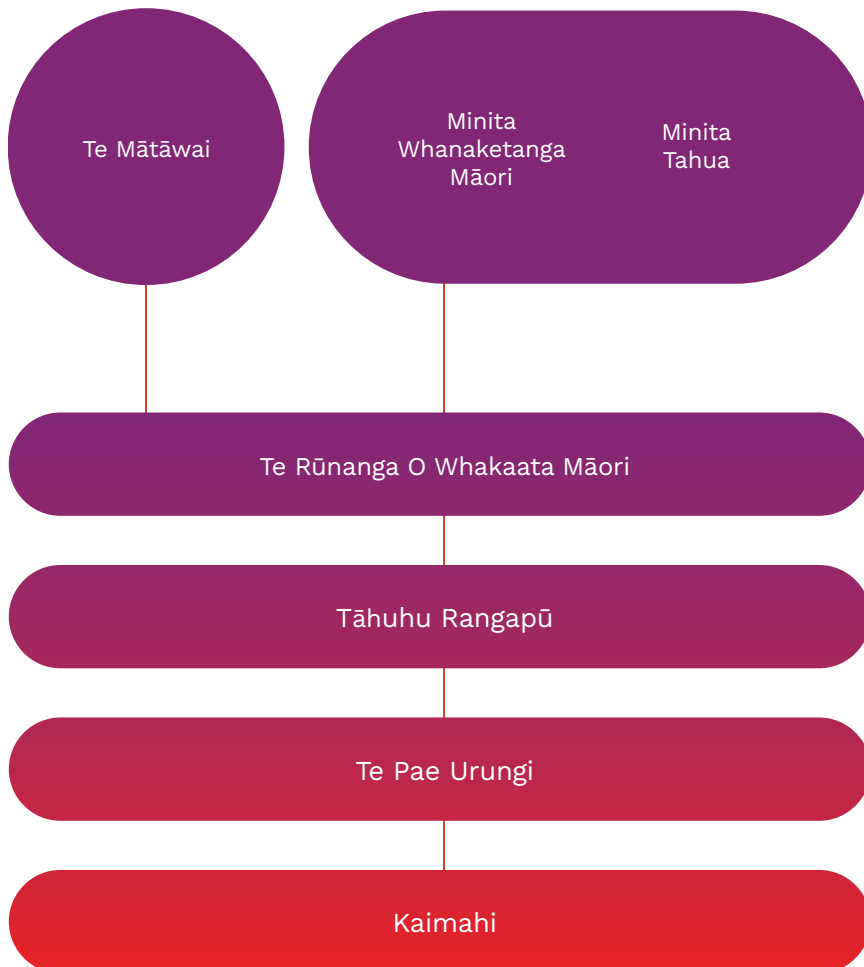 Te Mātāwai
Minita
Whanaketanga
Māori
Minita
Tahua
Te Rūnanga O Whakaata Māori
Tāhuhu Rangapū
Te Pae Urungi
Kaimahi